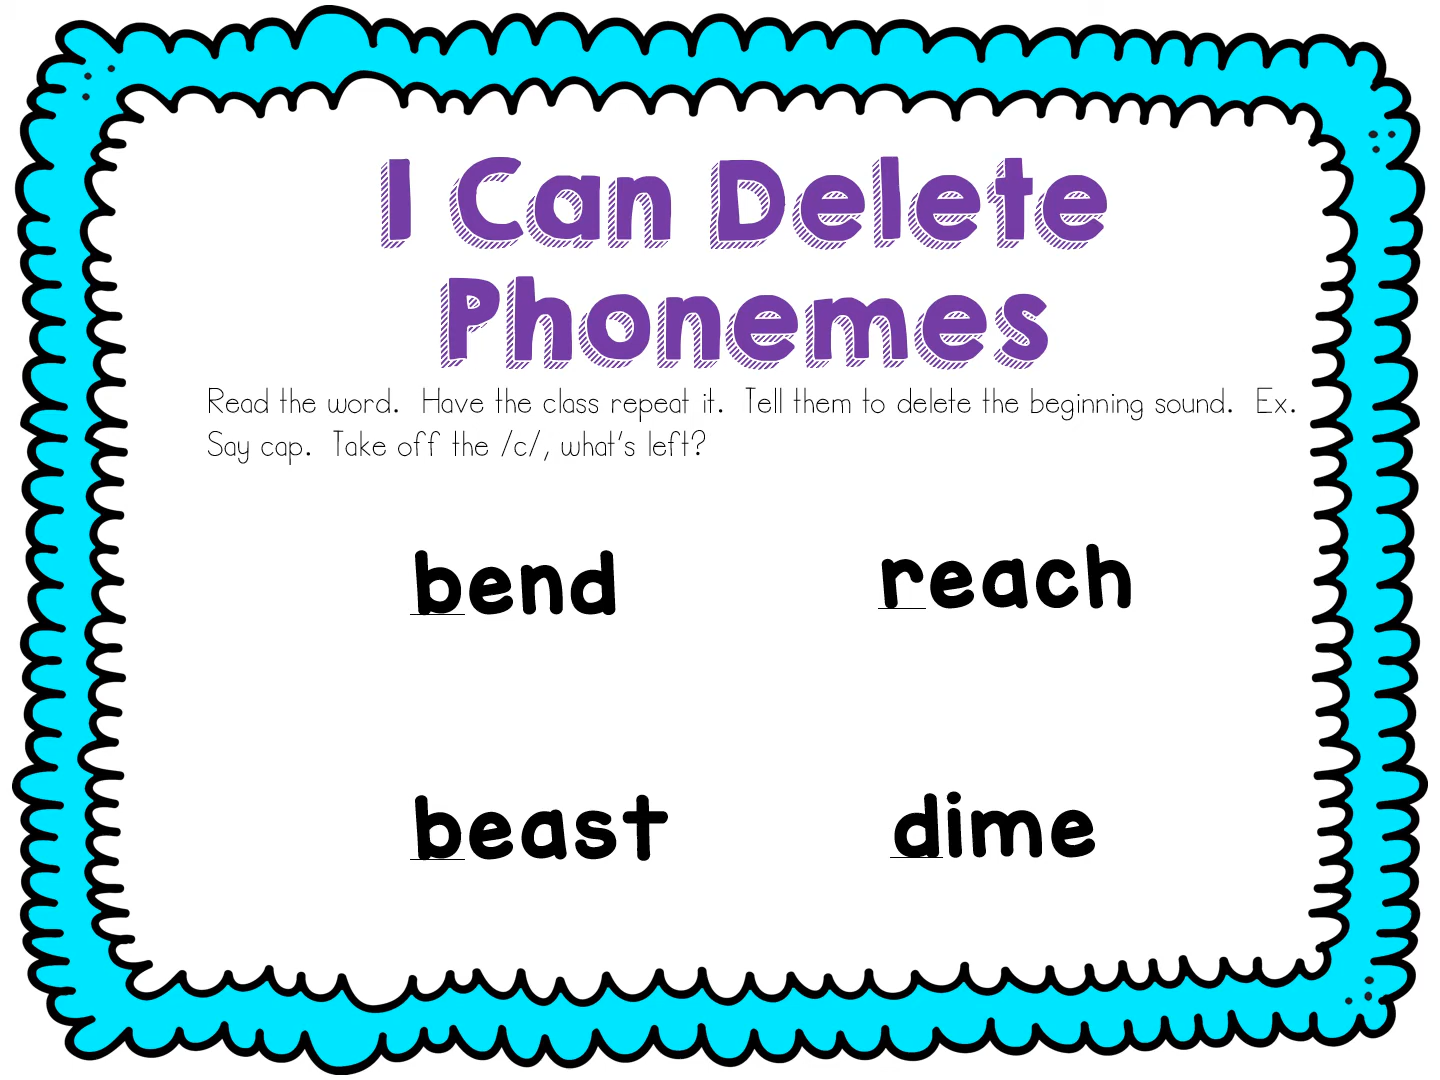 I Can Delete
Phonemes
Read the word.  Have the class repeat it.  Tell them to delete the beginning sound.  Ex.
Say cap.  Take off the /c/, what's left?
bend
reach
beast
dime